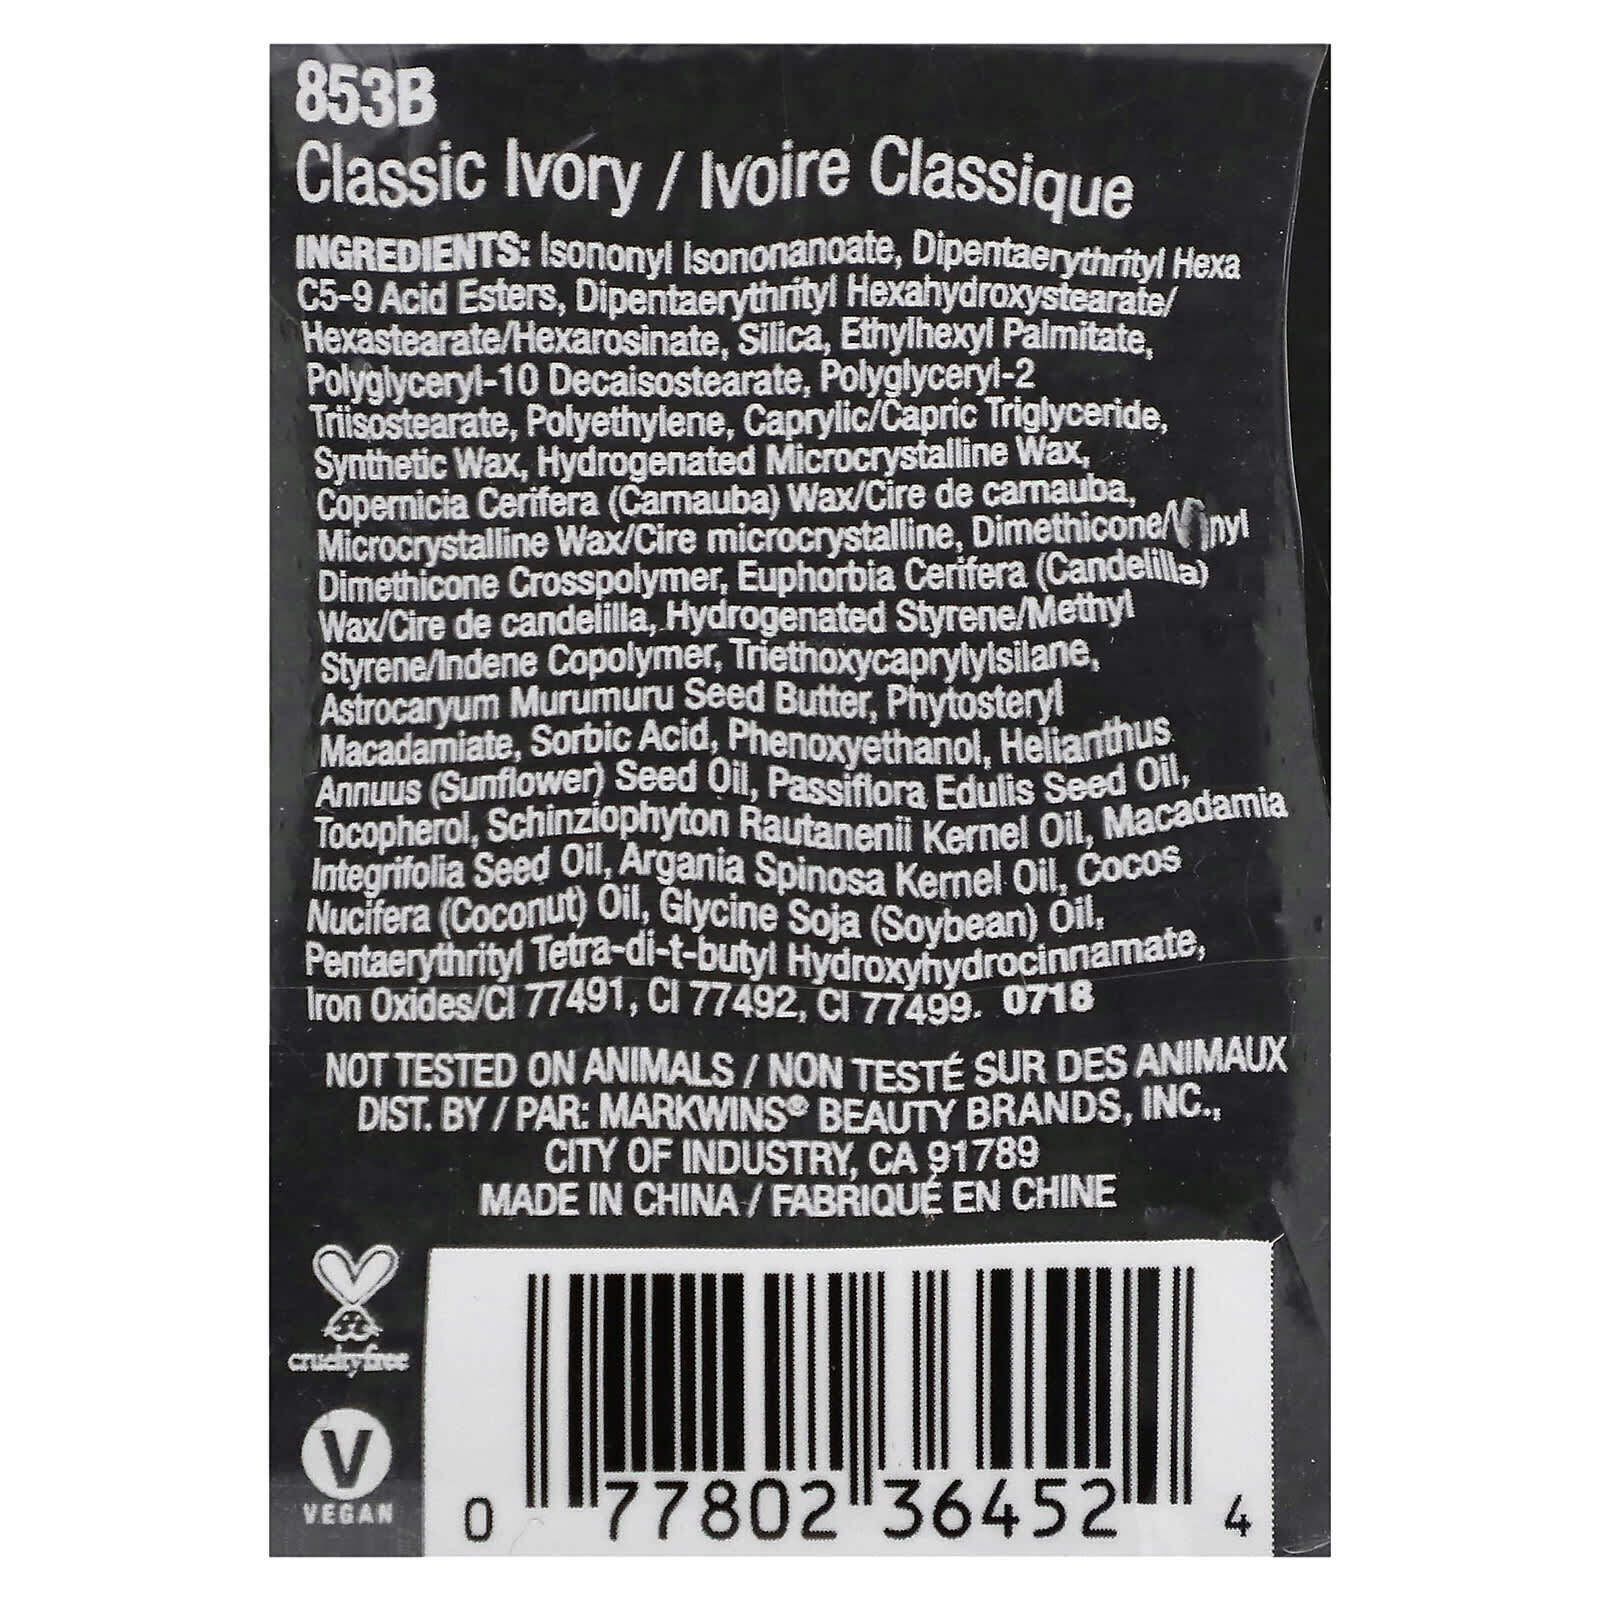 853B
Classic Ivory / Ivoire Classique
INGREDIENTS: Isononyl Isononanoate, Dipentaerythrityl Hexa
C5-9 Acid Esters, Dipentaerythrityl Hexahydroxystearate/
Hexastearate/Hexarosinate, Silica, Ethylhexyl Palmitate,
Polyglyceryl-10 Decaisostearate, Polyglyceryl-2
Triisostearate, Polyethylene, Caprylic/Capric Triglyceride,
Synthetic Wax, Hydrogenated Microcrystalline Wax,
Copernicia Cerifera (Carnauba) Wax/Cire de carnauba,
Microcrystalline Wax/Cire microcrystalline, Dimethicone/Vinyl
Dimethicone Crosspolymer, Euphorbia Cerifera (Candelilla)
Wax/Cire de candelilla, Hydrogenated Styrene/Methyl
Styrene/Indene Copolymer, Triethoxycaprylylsilane,
Astrocaryum Murumuru Seed Butter, Phytosteryl
Macadamiate, Sorbic Acid, Phenoxyethanol, Helianthus
Annuus (Sunflower) Seed Oil, Passiflora Edulis Seed Oil,
Tocopherol, Schinziophyton Rautanenii Kernel Oil, Macadamia
Integrifolia Seed Oil, Argania Spinosa Kernel Oil, Cocos
Nucifera (Coconut) Oil, Glycine Soja (Soybean) Oil,
Pentaerythrityl Tetra-di-t-butyl Hydroxyhydrocinnamate,
Iron Oxides/CI 77491, CI 77492, CI 77499. 0718
NOT TESTED ON ANIMALS / NON TESTÉ SUR DES ANIMAUX
DIST. BY / PAR: MARKWINS® BEAUTY BRANDS, INC.,
CITY OF INDUSTRY, CA 91789
MADE IN CHINA / FABRIQUÉ EN CHINE
crueltyfree
V
VEGAN
0 77802 36452 4